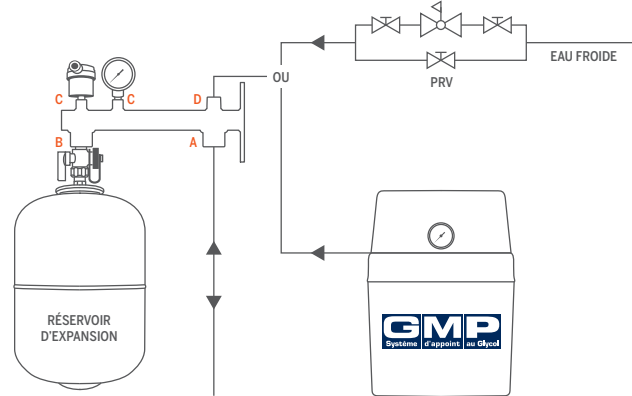 EAU FROIDE
PRV
OU
C
C
D
B
A
RÉSERVOIR
D'EXPANSION
GMP
Système d'appoint au Glycol